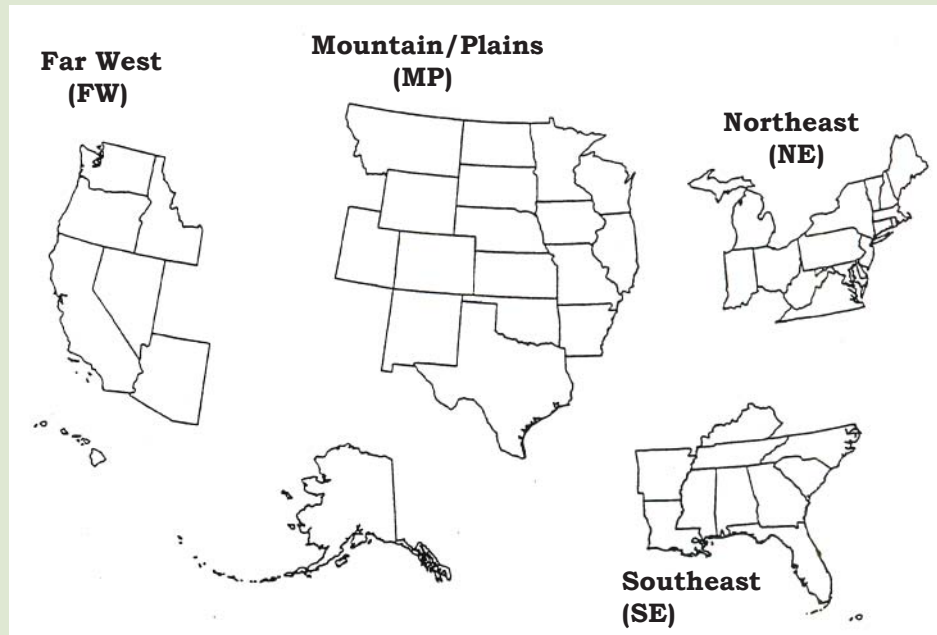 Far West
(FW)
Mountain/Plains
(MP)
Northeast
(NE)
Southeast
(SE)